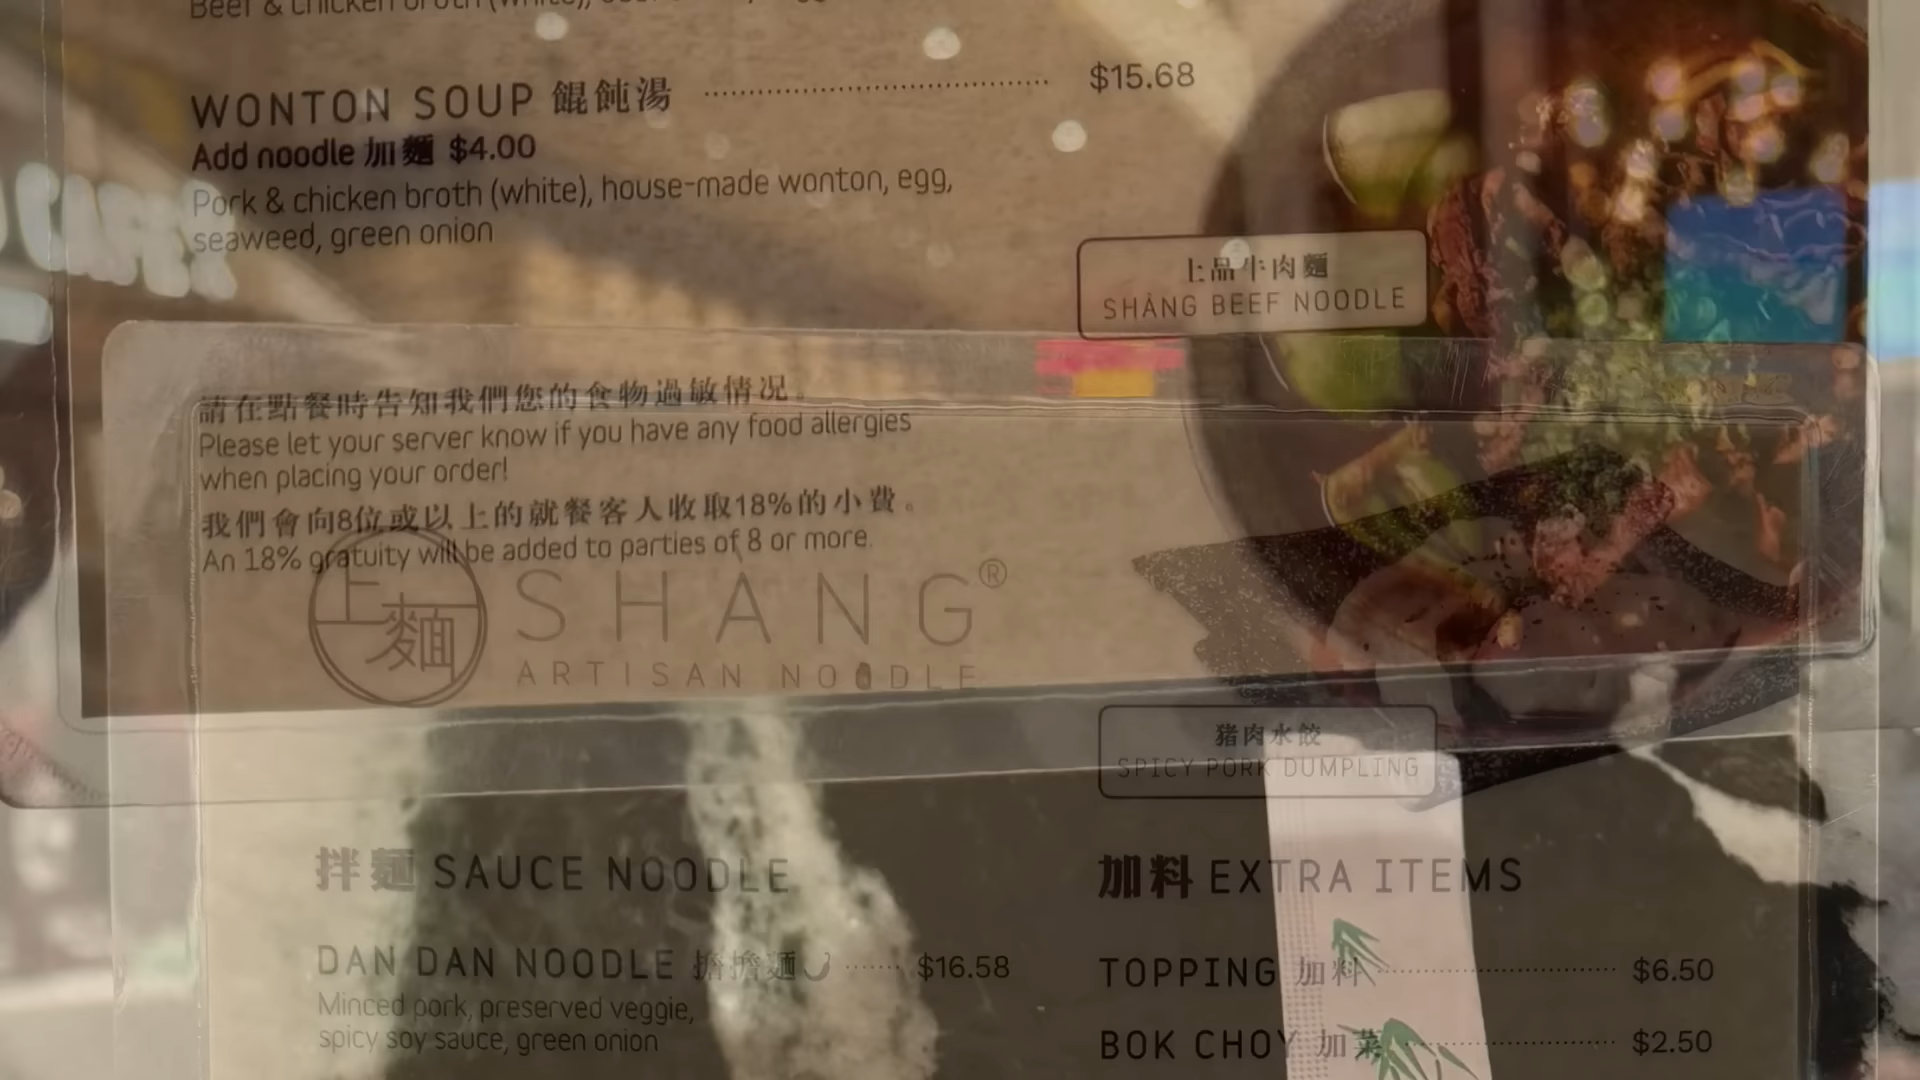 WONTON SOUP 餛飩湯 $15.68
Add noodle 加麵 $4.00
Pork & chicken broth (white), house-made wonton, egg,
seaweed, green onion
上品牛肉麵
SHÀNG BEEF NOODLE
請在點餐時告知我們您的食物過敏情況。
Please let your server know if you have any food allergies
when placing your order!
我們會向8位或以上的就餐客人收取18%的小費。
An 18% gratuity will be added to parties of 8 or more.
上麵
SHANG®
ARTISAN NOODLE
猪肉水餃
SPICY PORK DUMPLING
拌麵 SAUCE NOODLE
DAN DAN NOODLE 擔擔麵 $16.58
Minced pork, preserved veggie,
spicy soy sauce, green onion
加料 EXTRA ITEMS
TOPPING 加料 $6.50
BOK CHOY 加菜 $2.50